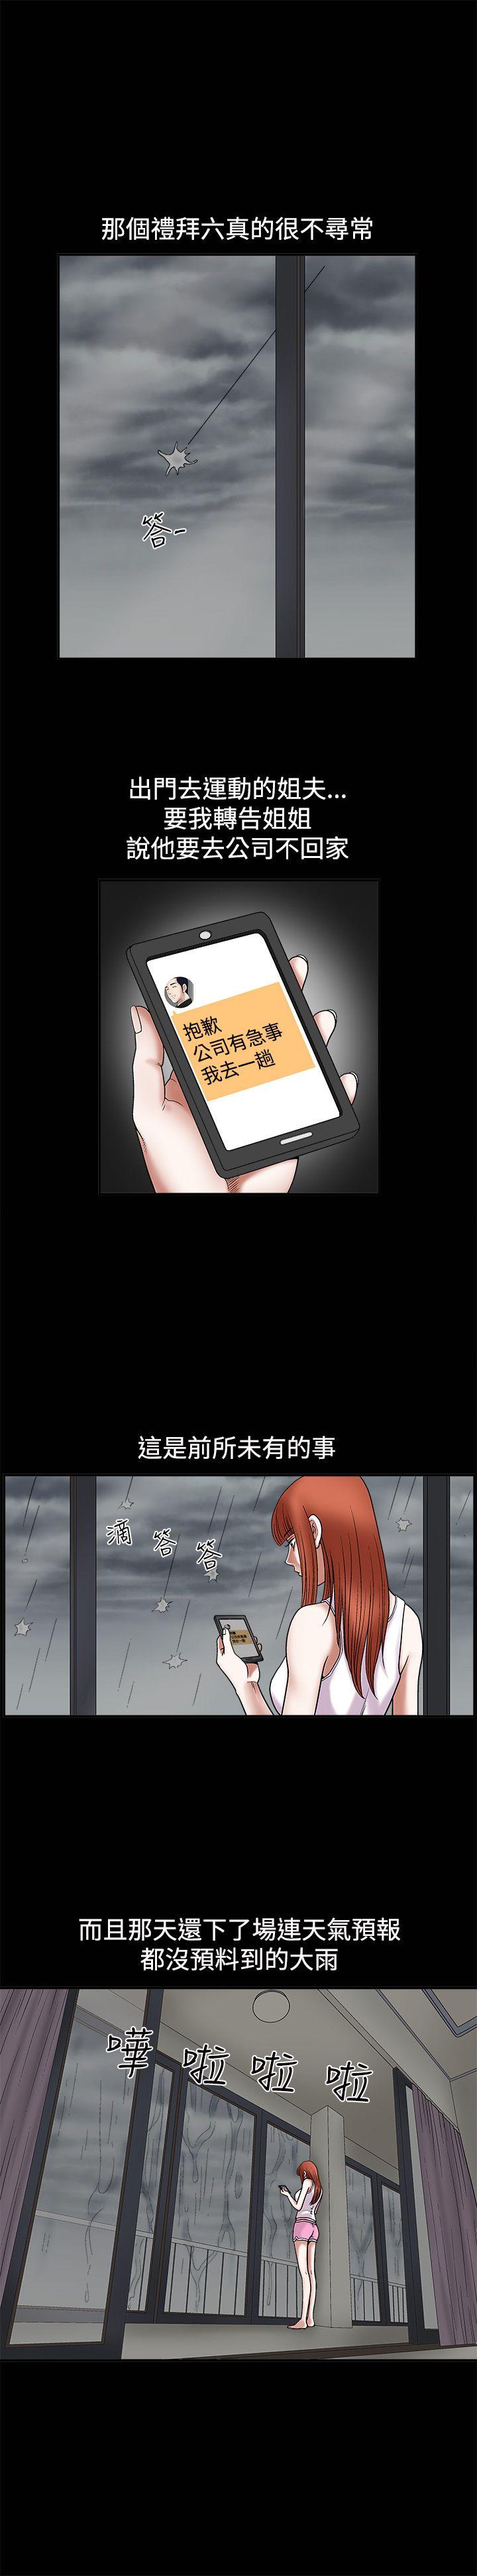 那個禮拜六真的很不尋常
答-
出門去運動的姐夫...
要我轉告姐姐
說他要去公司不回家
抱歉
公司有急事
我去一趟
這是前所未有的事
滴答答
而且那天還下了場連天氣預報
都沒預料到的大雨
嘩啦啦啦